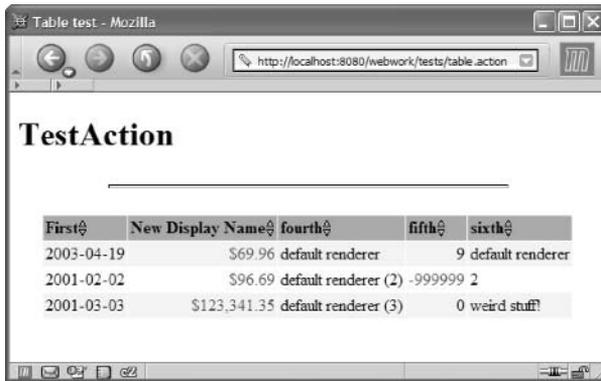 Table test - Mozilla
http://localhost:8080/webwork/tests/table.action
TestAction
First New Display Name fourth fifth sixth
2003-04-19 $69.96 default renderer 9 default renderer
2001-02-02 $96.69 default renderer (2) -999999 2
2001-03-03 $123,341.35 default renderer (3) 0 weird stuff!